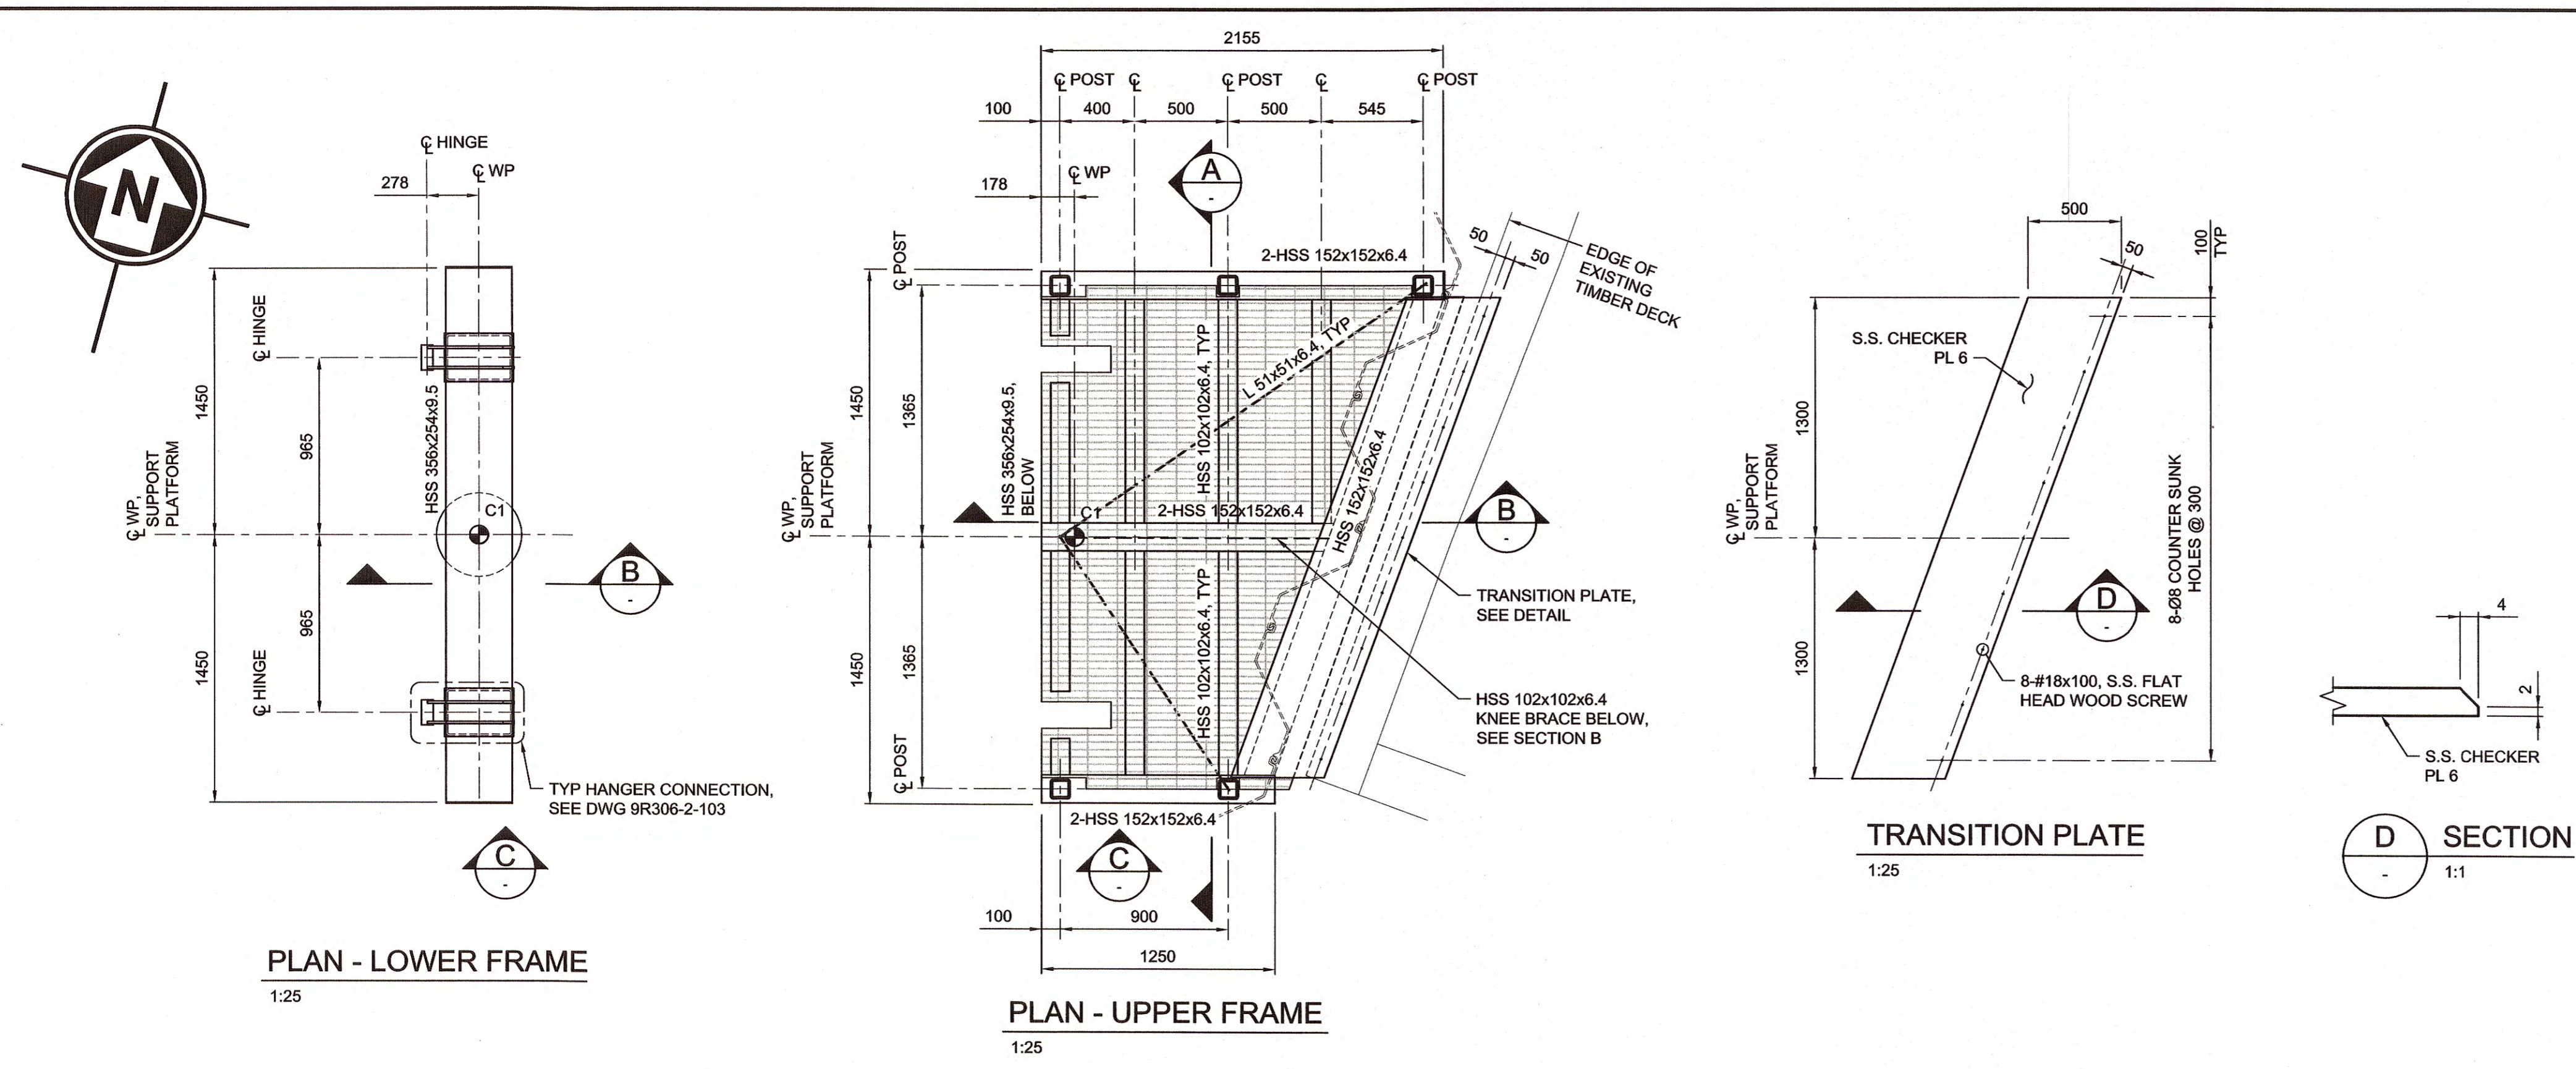 N
℄ HINGE
℄ WP
278
℄ HINGE
1450
965
HSS 356x254x9.5
℄ WP,
SUPPORT
PLATFORM
C1
B
-
965
1450
℄ HINGE
TYP HANGER CONNECTION,
SEE DWG 9R306-2-103
C
-
PLAN - LOWER FRAME
1:25
2155
℄ POST
℄
℄ POST
℄
℄ POST
100
400
500
500
545
A
-
178
℄ WP
℄ POST
2-HSS 152x152x6.4
50
50
EDGE OF
EXISTING
TIMBER DECK
1450
1365
HSS 356x254x9.5,
BELOW
HSS 102x102x6.4, TYP
L 51x51x6.4, TYP
HSS 152x152x6.4
℄ WP,
SUPPORT
PLATFORM
C1
2-HSS 152x152x6.4
B
-
1450
1365
HSS 102x102x6.4, TYP
TRANSITION PLATE,
SEE DETAIL
HSS 102x102x6.4
KNEE BRACE BELOW,
SEE SECTION B
℄ POST
2-HSS 152x152x6.4
C
-
100
900
1250
PLAN - UPPER FRAME
1:25
500
50
100
TYP
S.S. CHECKER
PL 6
1300
℄ WP,
SUPPORT
PLATFORM
8-Ø8 COUNTER SUNK
HOLES @ 300
D
-
1300
8-#18x100, S.S. FLAT
HEAD WOOD SCREW
TRANSITION PLATE
1:25
4
2
S.S. CHECKER
PL 6
D
-
SECTION
1:1